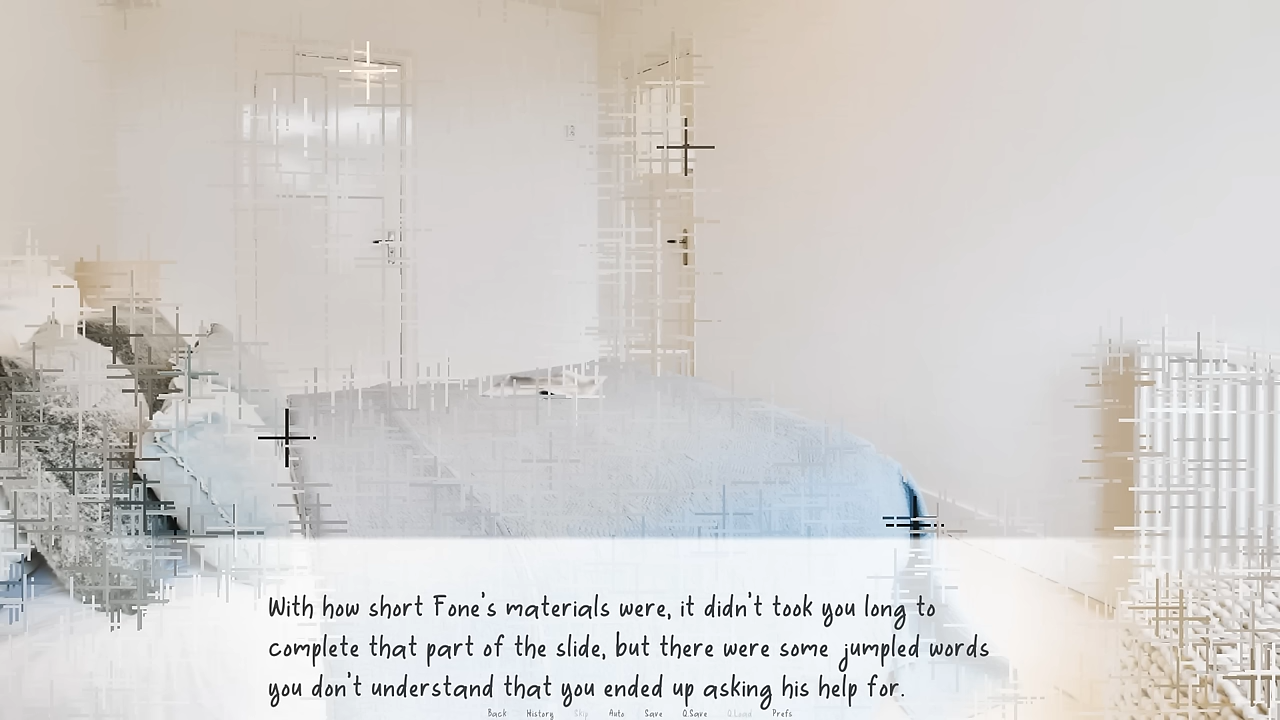 With how short Fone's materials were, it didn't took you long to
complete that part of the slide, but there were some jumpled words
you don't understand that you ended up asking his help for.
Back History Skip Auto Save Q.Save Q.Load Prefs